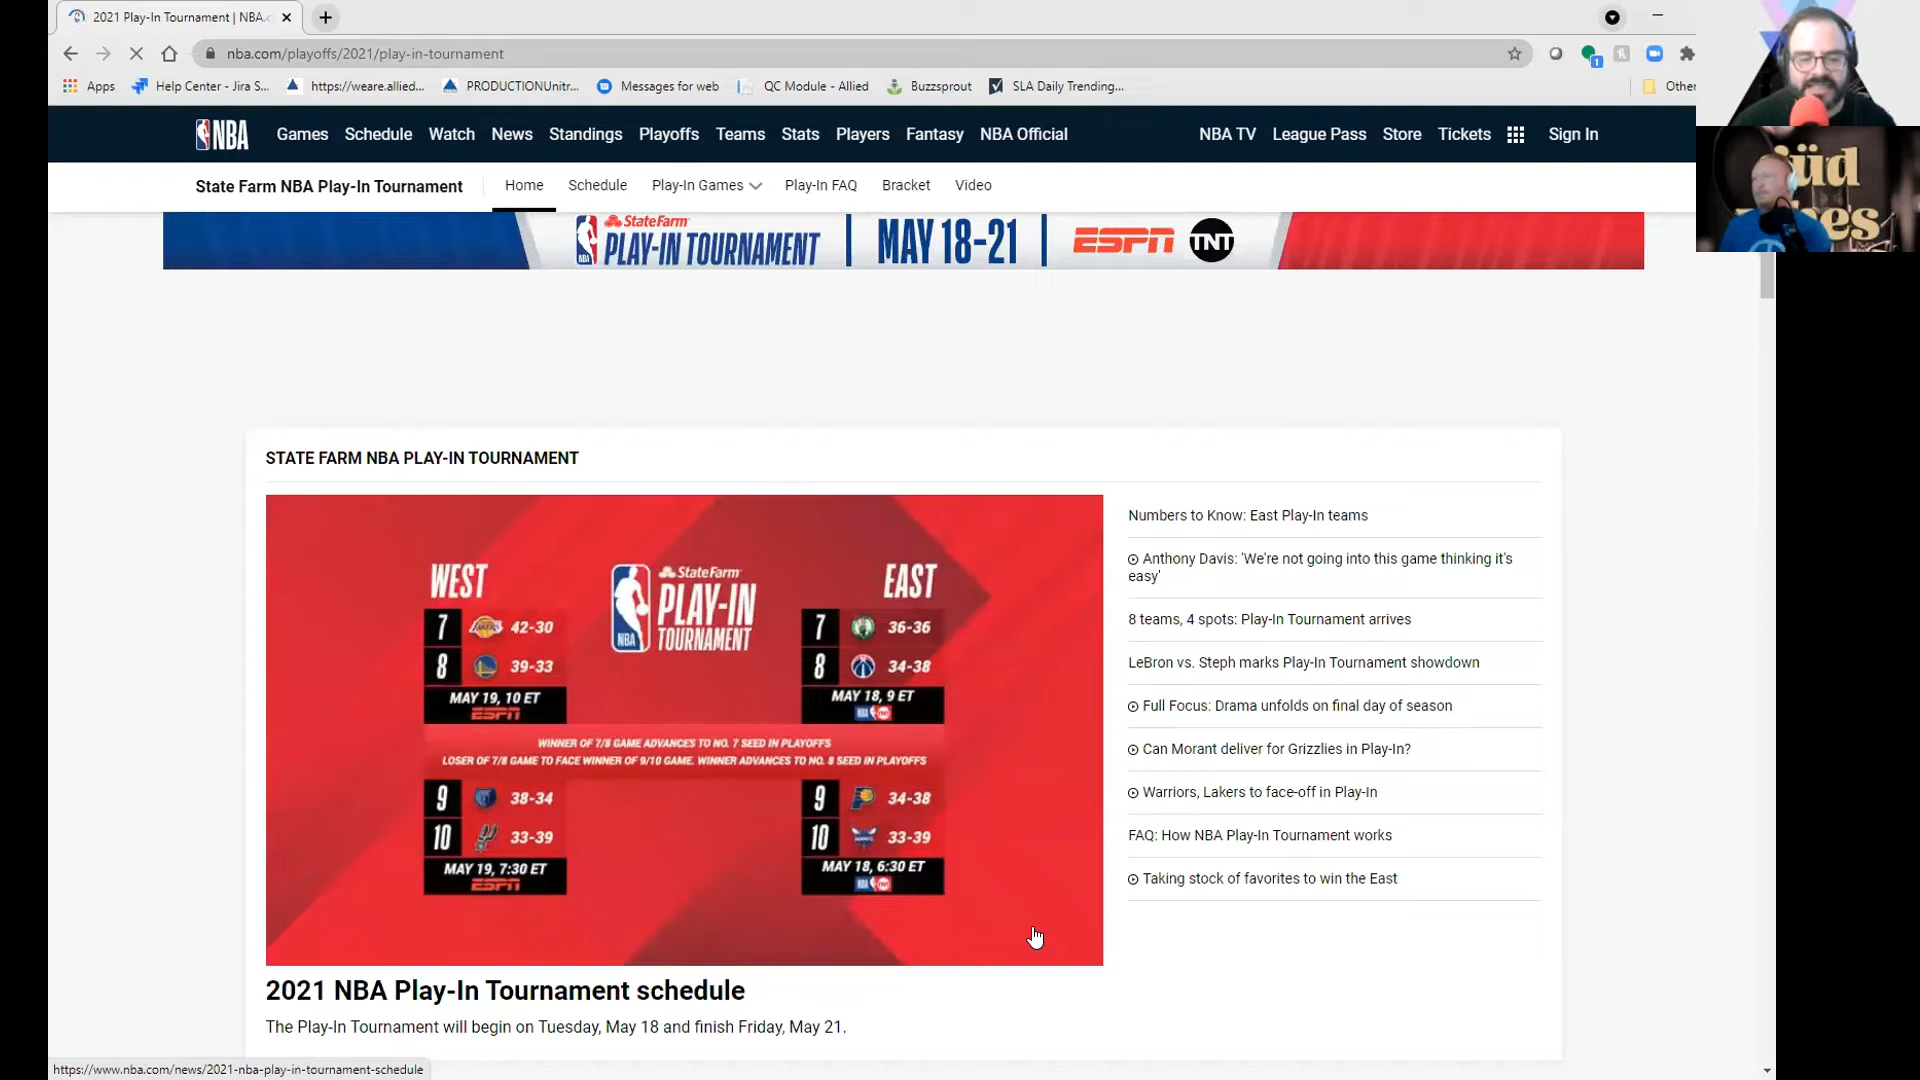 2021 Play-In Tournament | NBA.c
nba.com/playoffs/2021/play-in-tournament
1
Apps
Help Center - Jira S...
https://weare.allied...
PRODUCTIONUnitr...
Messages for web
QC Module - Allied
Buzzsprout
SLA Daily Trending...
Other
NBA
Games
Schedule
Watch
News
Standings
Playoffs
Teams
Stats
Players
Fantasy
NBA Official
NBA TV
League Pass
Store
Tickets
Sign In
State Farm NBA Play-In Tournament
Home
Schedule
Play-In Games
Play-In FAQ
Bracket
Video
NBA
StateFarm
PLAY-IN TOURNAMENT
MAY 18-21
ESPN
TNT
STATE FARM NBA PLAY-IN TOURNAMENT
WEST
7 LAKERS 42-30
8 39-33
MAY 19, 10 ET
ESPN
StateFarm
PLAY-IN
TOURNAMENT
NBA
EAST
7 36-36
8 34-38
MAY 18, 9 ET
NBA TNT
WINNER OF 7/8 GAME ADVANCES TO NO. 7 SEED IN PLAYOFFS
LOSER OF 7/8 GAME TO FACE WINNER OF 9/10 GAME. WINNER ADVANCES TO NO. 8 SEED IN PLAYOFFS
9 38-34
10 33-39
MAY 19, 7:30 ET
ESPN
9 34-38
10 33-39
MAY 18, 6:30 ET
NBA TNT
Numbers to Know: East Play-In teams
Anthony Davis: 'We're not going into this game thinking it's
easy'
8 teams, 4 spots: Play-In Tournament arrives
LeBron vs. Steph marks Play-In Tournament showdown
Full Focus: Drama unfolds on final day of season
Can Morant deliver for Grizzlies in Play-In?
Warriors, Lakers to face-off in Play-In
FAQ: How NBA Play-In Tournament works
Taking stock of favorites to win the East
2021 NBA Play-In Tournament schedule
The Play-In Tournament will begin on Tuesday, May 18 and finish Friday, May 21.
https://www.nba.com/news/2021-nba-play-in-tournament-schedule